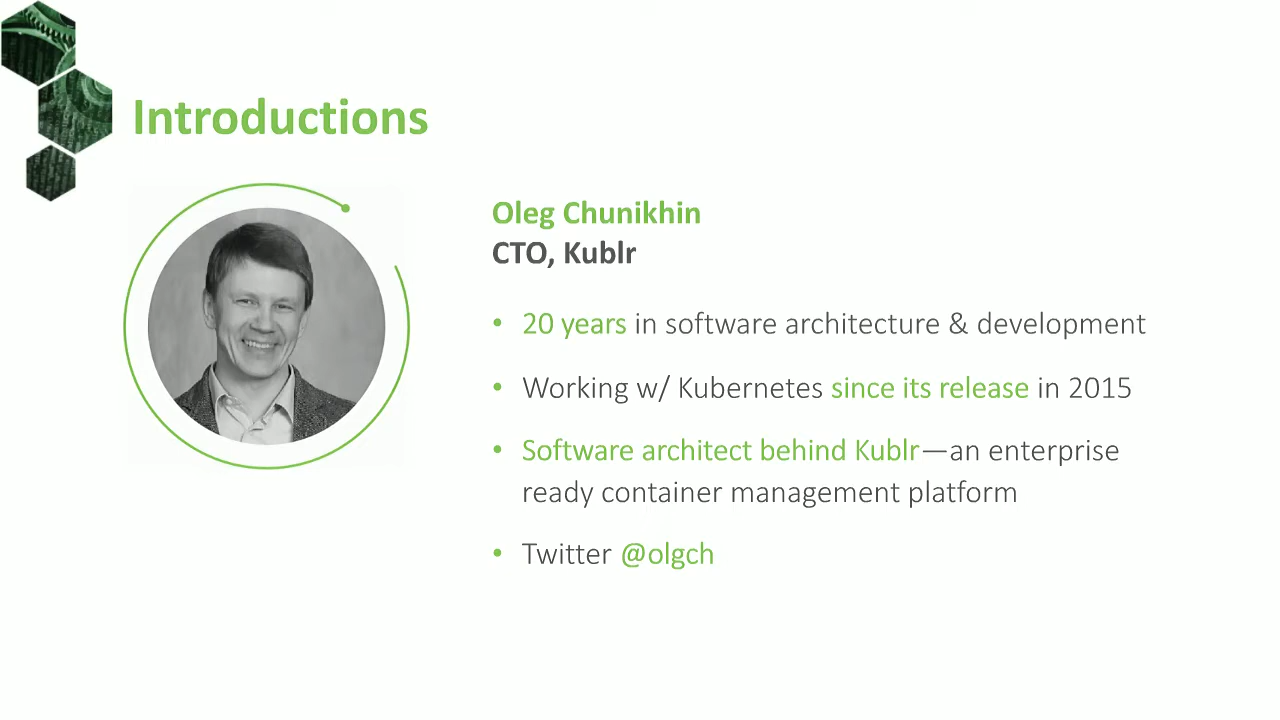 Introductions
Oleg Chunikhin
CTO, Kublr
• 20 years in software architecture & development
• Working w/ Kubernetes since its release in 2015
• Software architect behind Kublr—an enterprise
ready container management platform
• Twitter @olgch